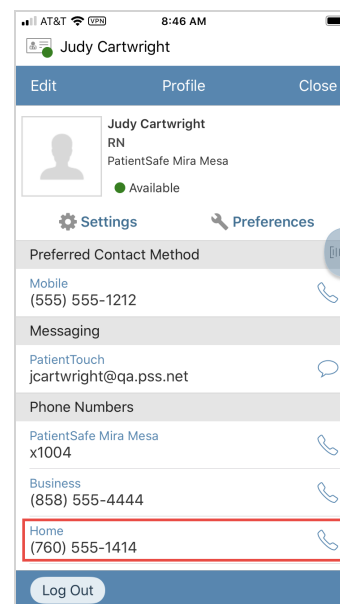 AT&T VPN 8:46 AM
Judy Cartwright
Edit Profile Close
Judy Cartwright
RN
PatientSafe Mira Mesa
Available
Settings Preferences
Preferred Contact Method
Mobile
(555) 555-1212
Messaging
PatientTouch
jcartwright@qa.pss.net
Phone Numbers
PatientSafe Mira Mesa
x1004
Business
(858) 555-4444
Home
(760) 555-1414
Log Out